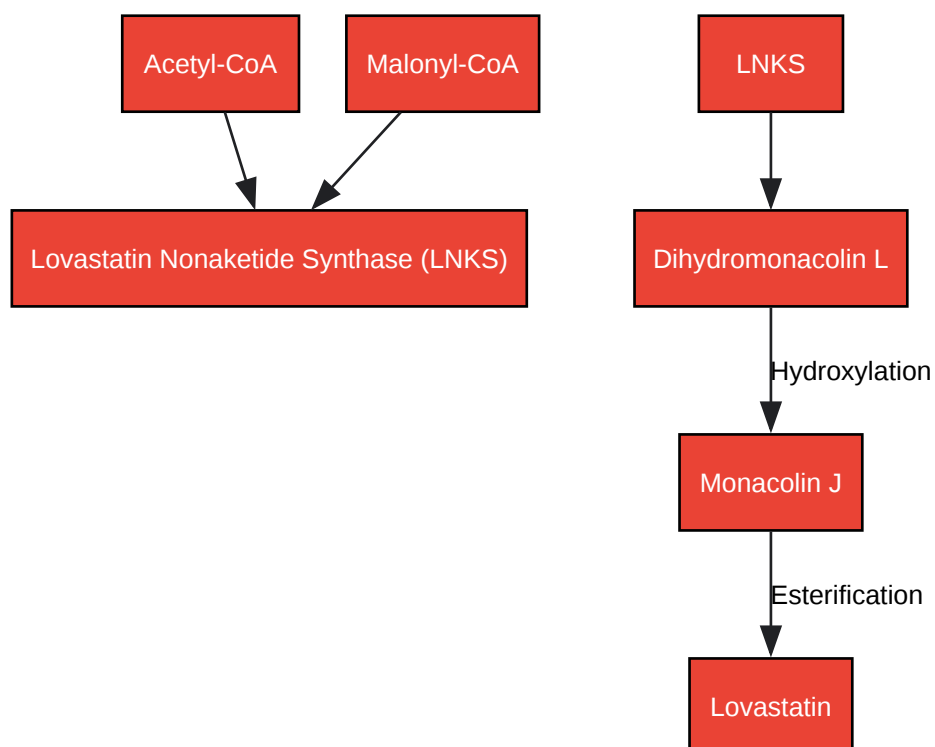 Acetyl-CoA
Malonyl-CoA
LNKS
Lovastatin Nonaketide Synthase (LNKS)
Dihydromonacolin L
Hydroxylation
Monacolin J
Esterification
Lovastatin